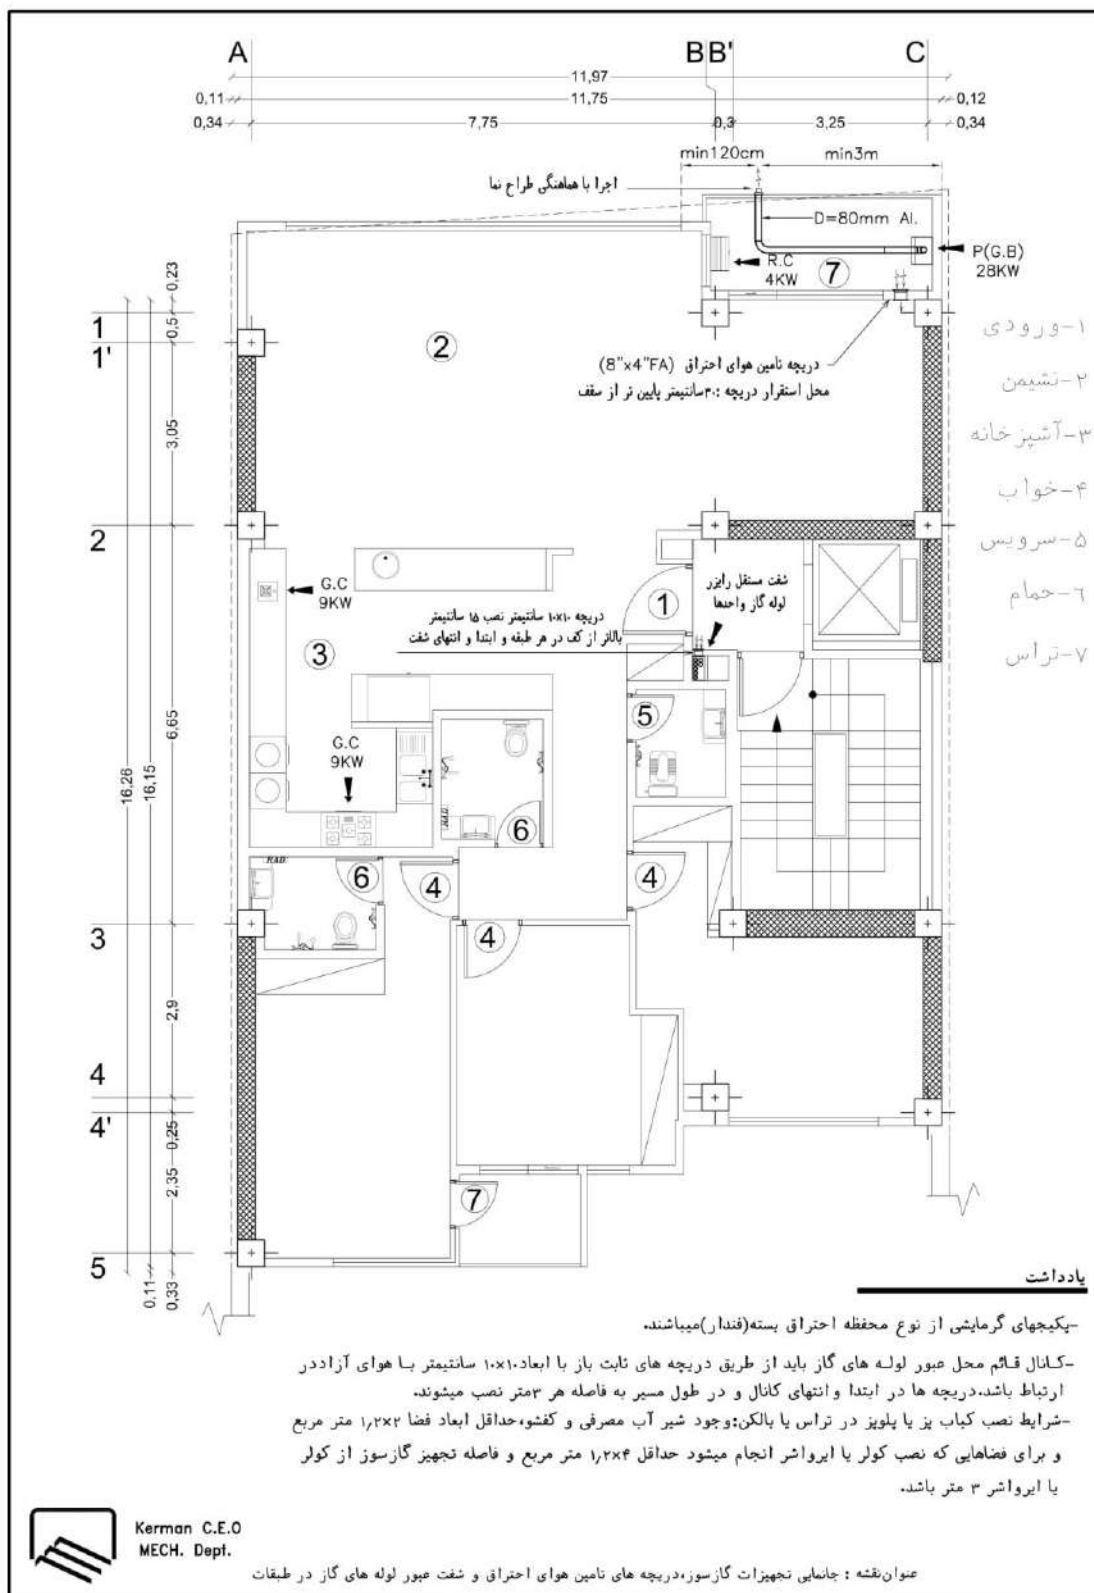 A B B' C
11,97
0,11 11,75 0,12
0,34 7,75 0,3 3,25 0,34
min120cm min3m
اجرا با هماهنگی طراح نما
D=80mm AL.
R.C
4KW
7
P(G.B)
28KW
0,23
0,5
1
1'
2
دریچه تامین هوای احتراق (8"x4"FA)
محل استقرار دریچه :۳۰سانتیمتر پایین تر از سقف
۱-ورودی
۲-نشیمن
۳-آشپزخانه
۴-خواب
۵-سرویس
۶-حمام
۷-تراس
3,05
2
G.C
9KW
1
شفت مستقل رایزر
لوله گاز واحدها
دریچه ۱۰×۱۰ سانتیمتر نصب ۱۵ سانتیمتر
بالاتر از کف در هر طبقه و ابتدا و انتهای شفت
3
6,65
16,26
16,15
5
G.C
9KW
RAD.
6
RAD.
6
4
4
4
3
2,9
4
4'
0,25
2,35
7
5
0,11
0,33
یادداشت
-پکیجهای گرمایشی از نوع محفظه احتراق بسته(فندار)میباشند.
-کانال قائم محل عبور لوله های گاز باید از طریق دریچه های ثابت باز با ابعاد۱۰×۱۰ سانتیمتر با هوای آزاددر
ارتباط باشد.دریچه ها در ابتدا وانتهای کانال و در طول مسیر به فاصله هر ۳متر نصب میشوند.
-شرایط نصب کباب پز یا پلوپز در تراس یا بالکن:وجود شیر آب مصرفی و کفشو،حداقل ابعاد فضا ۲×۱٫۲ متر مربع
و برای فضاهایی که نصب کولر یا ایرواشر انجام میشود حداقل ۴×۱٫۲ متر مربع و فاصله تجهیز گازسوز از کولر
یا ایرواشر ۳ متر باشد.
Kerman C.E.O
MECH. Dept.
عنوان‌نقشه : جانمایی تجهیزات گازسوز،دریچه های تامین هوای احتراق و شفت عبور لوله های گاز در طبقات